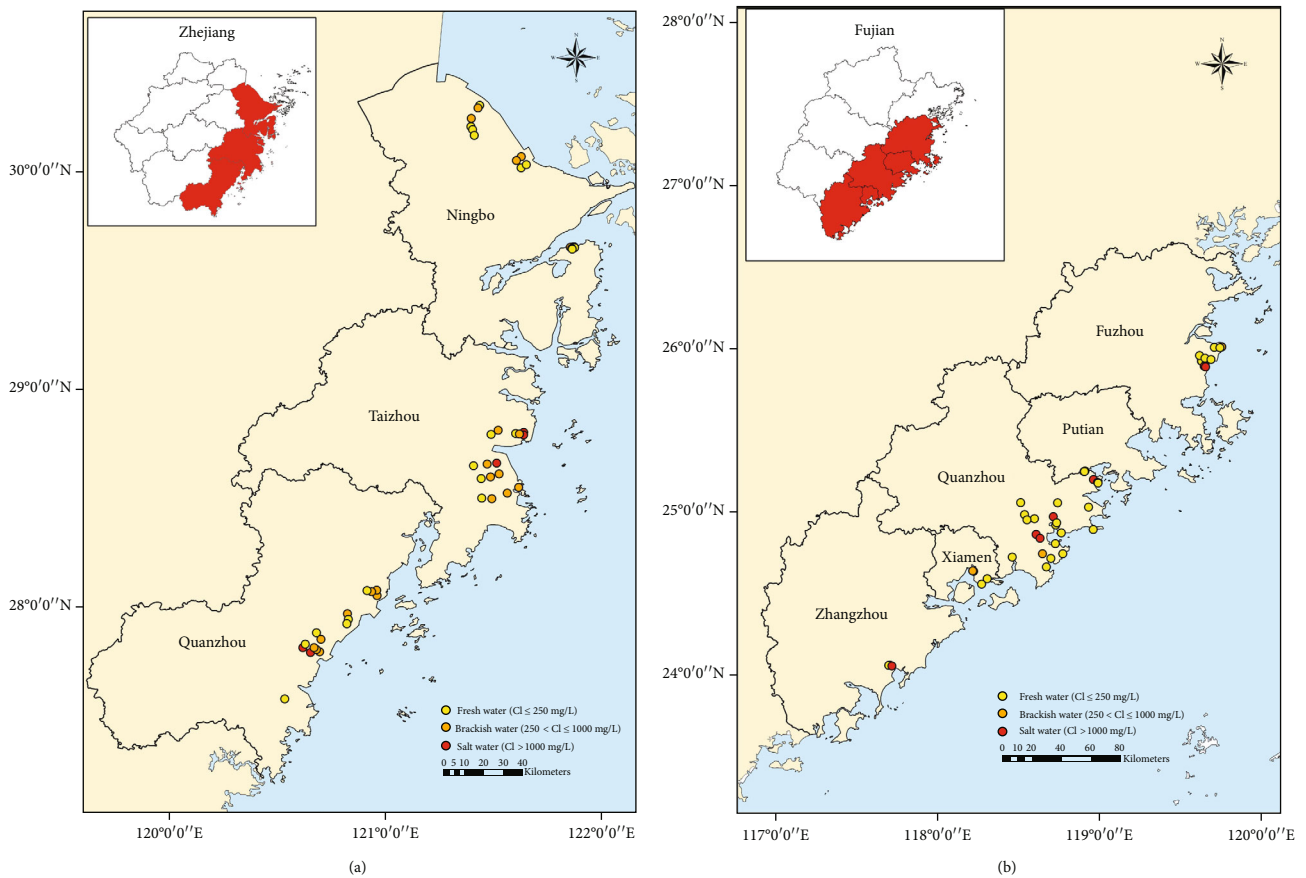 Zhejiang
N
W
E
S
30°0′0′′N
Ningbo
29°0′0′′N
Taizhou
28°0′0′′N
Quanzhou
Fresh water (Cl ≤ 250 mg/L)
Brackish water (250 < Cl ≤ 1000 mg/L)
Salt water (Cl > 1000 mg/L)
0 5 10 20 30 40
Kilometers
120°0′0′′E
121°0′0′′E
122°0′0′′E
(a)
28°0′0′′N
Fujian
N
W
E
S
27°0′0′′N
Fuzhou
26°0′0′′N
Putian
Quanzhou
25°0′0′′N
Xiamen
Zhangzhou
24°0′0′′N
Fresh water (Cl ≤ 250 mg/L)
Brackish water (250 < Cl ≤ 1000 mg/L)
Salt water (Cl >1000 mg/L)
0 10 20 40 60 80
Kilometers
117°0′0′′E
118°0′0′′E
119°0′0′′E
120°0′0′′E
(b)